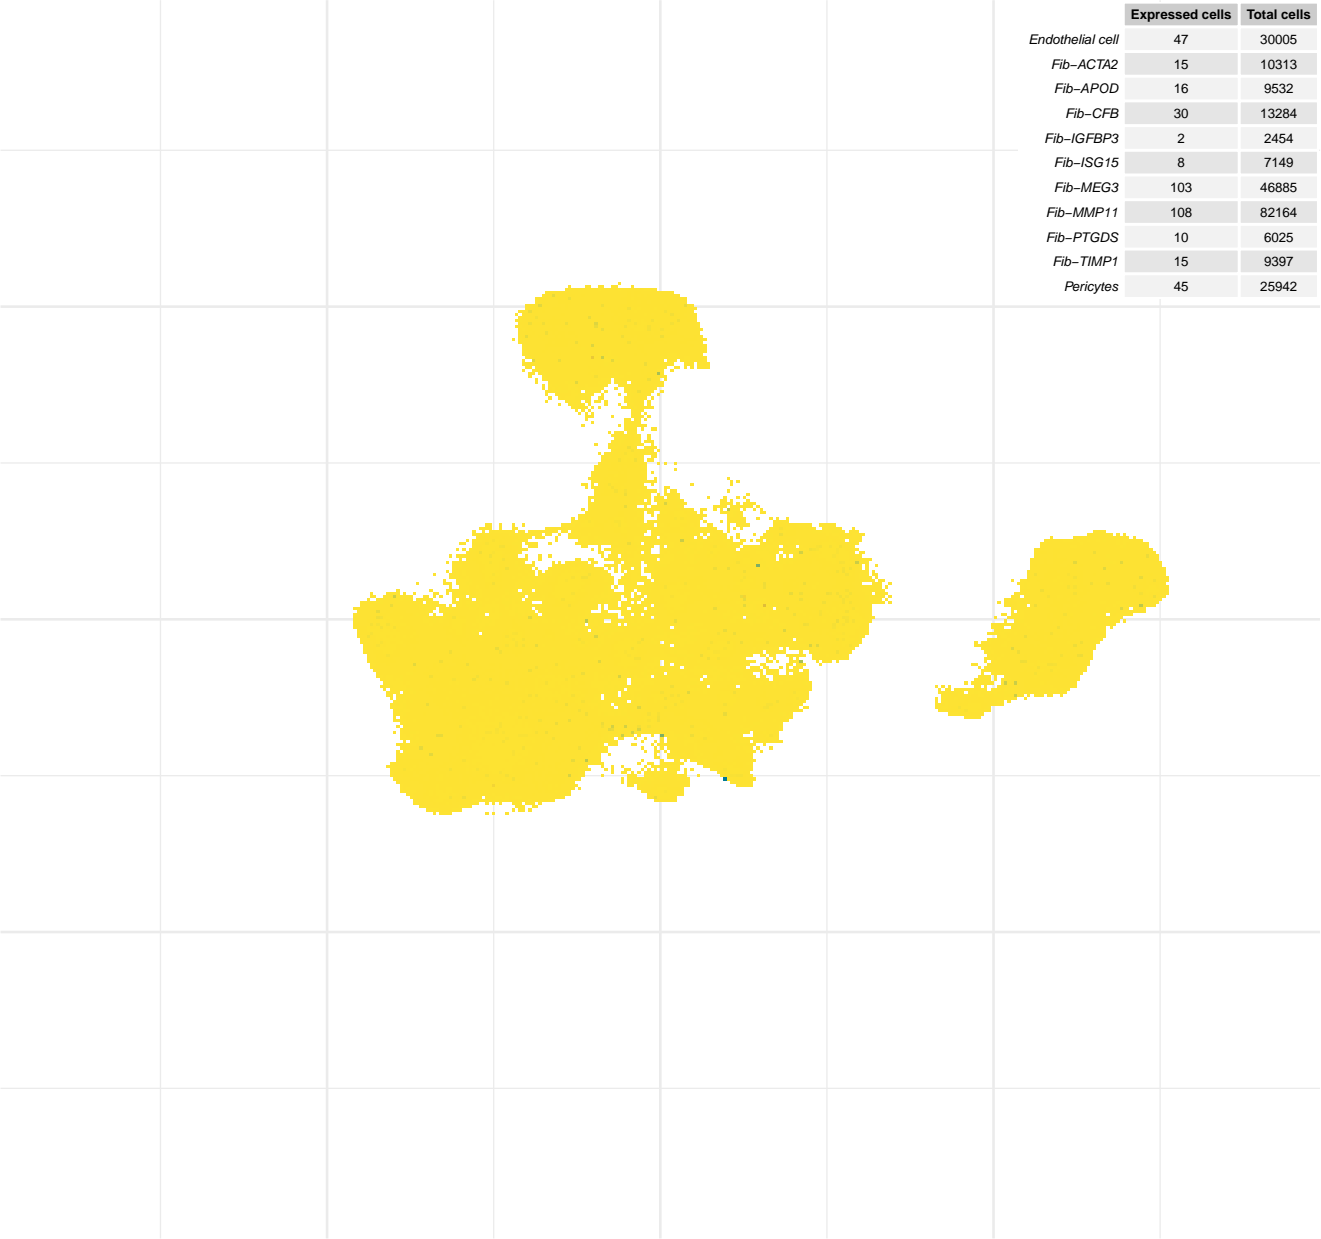 Expressed cells Total cells
Endothelial cell 47 30005
Fib−ACTA2 15 10313
Fib−APOD 16 9532
Fib−CFB 30 13284
Fib−IGFBP3 2 2454
Fib−ISG15 8 7149
Fib−MEG3 103 46885
Fib−MMP11 108 82164
Fib−PTGDS 10 6025
Fib−TIMP1 15 9397
Pericytes 45 25942